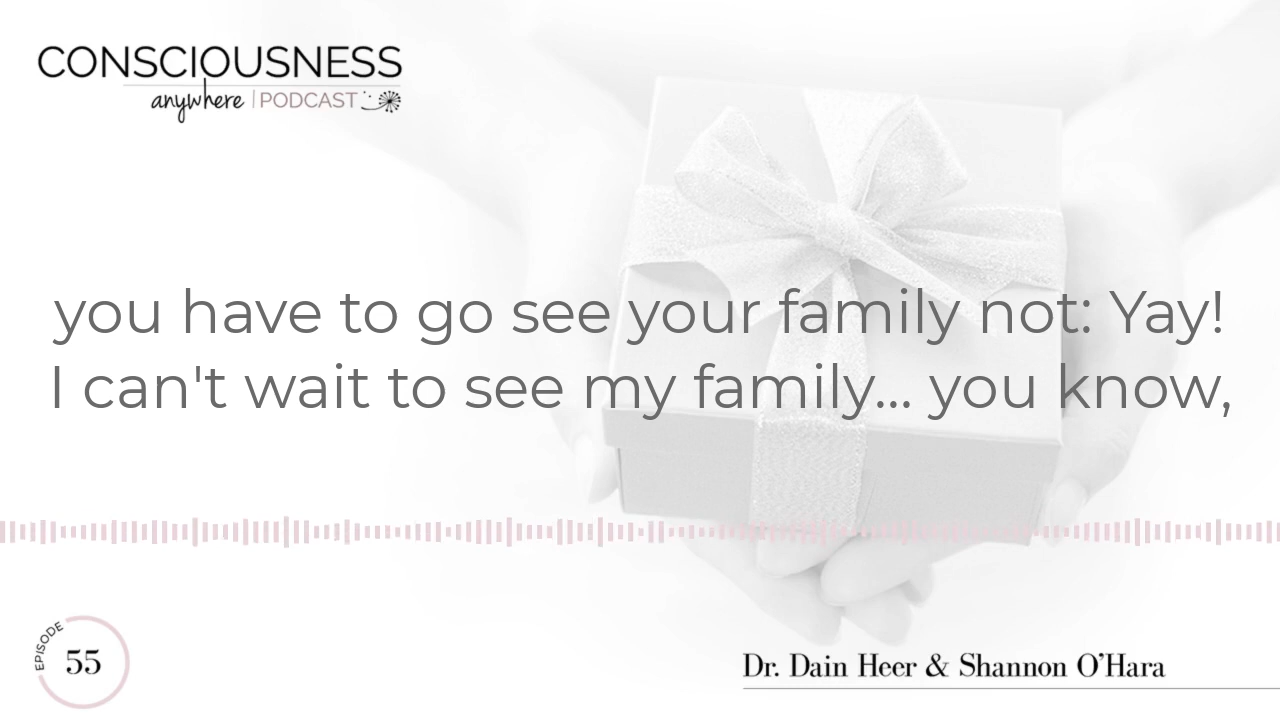 CONSCIOUSNESS
anywhere | PODCAST
you have to go see your family not: Yay!
I can't wait to see my family... you know,
EPISODE
55
Dr. Dain Heer & Shannon O'Hara